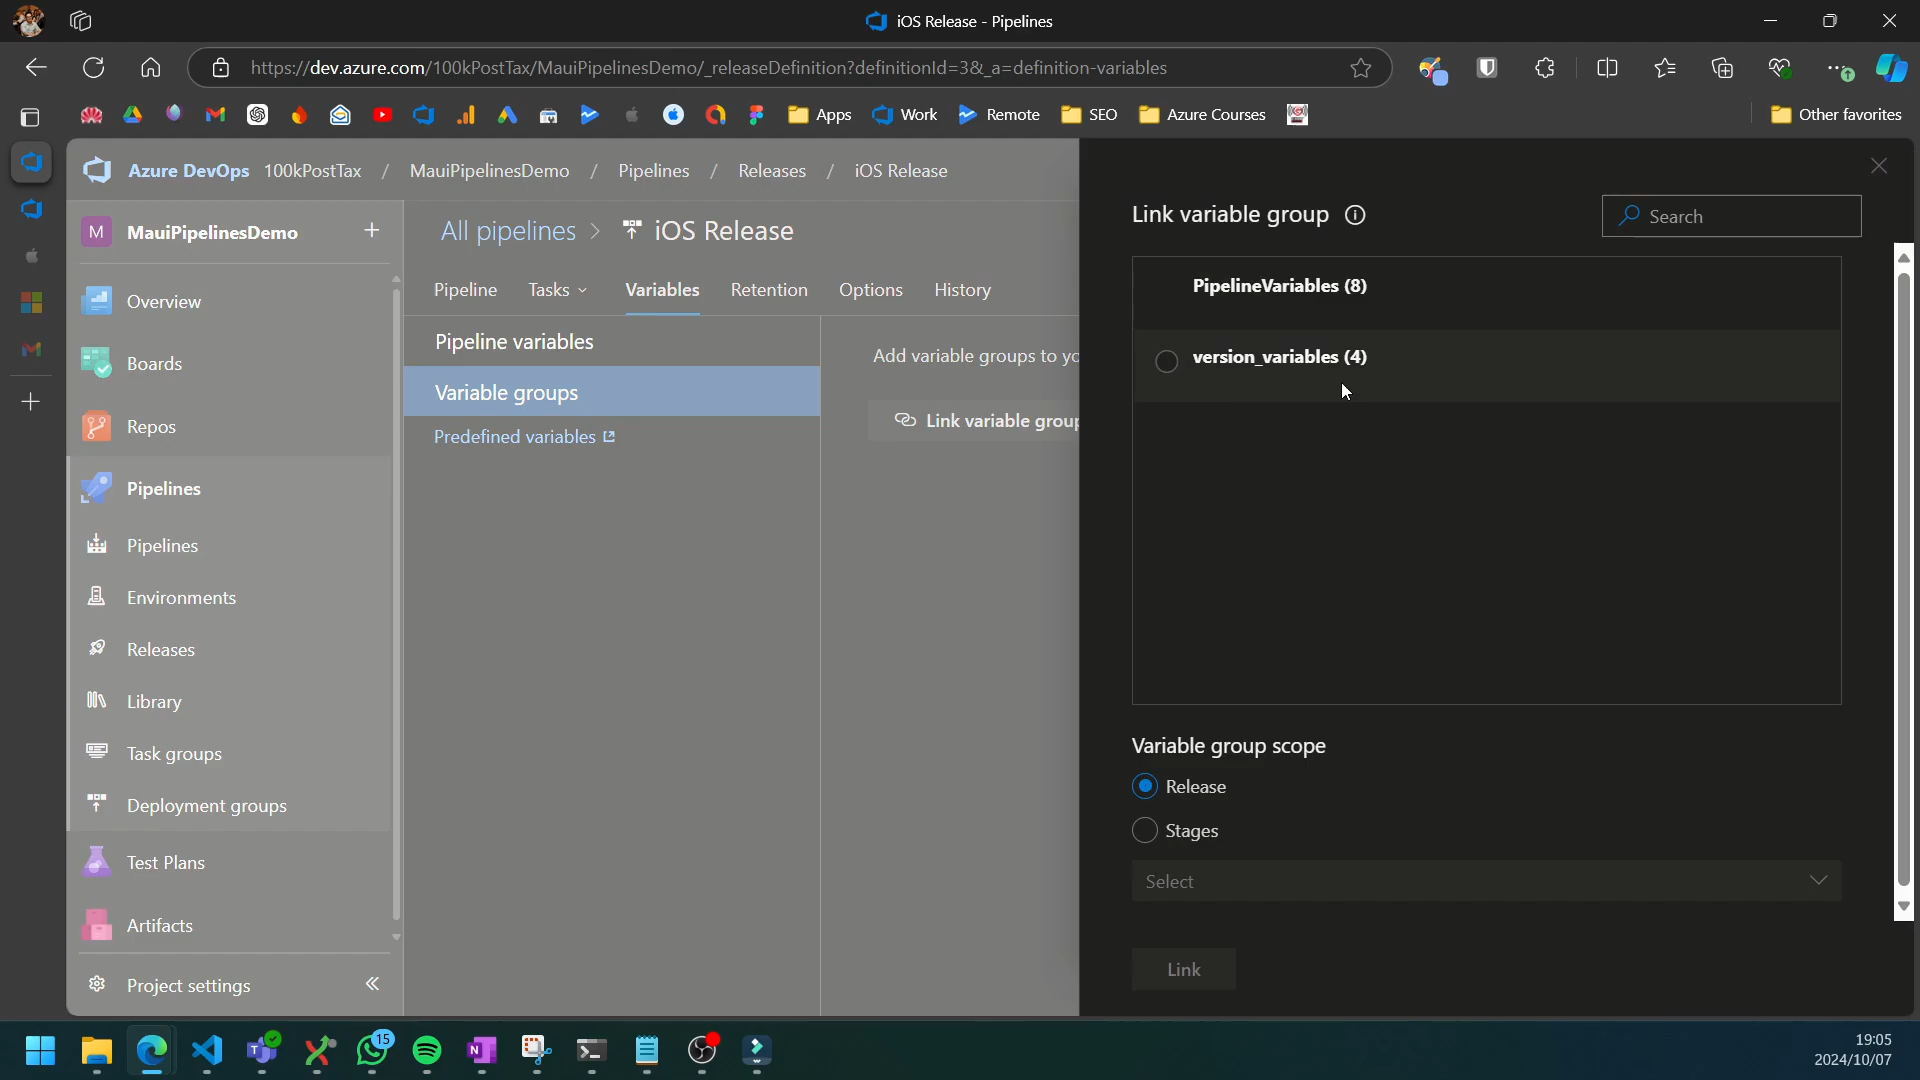 iOS Release - Pipelines
https://dev.azure.com/100kPostTax/MauiPipelinesDemo/_releaseDefinition?definitionId=3&_a=definition-variables
Apps
Work
Remote
SEO
Azure Courses
Other favorites
Azure DevOps 100kPostTax / MauiPipelinesDemo / Pipelines / Releases / iOS Release
M MauiPipelinesDemo
Overview
Boards
Repos
Pipelines
Pipelines
Environments
Releases
Library
Task groups
Deployment groups
Test Plans
Artifacts
Project settings
All pipelines > iOS Release
Pipeline Tasks Variables Retention Options History
Pipeline variables
Variable groups
Predefined variables
Add variable groups to yo
Link variable group
Link variable group
Search
PipelineVariables (8)
version_variables (4)
Variable group scope
Release
Stages
Select
Link
15
19:05
2024/10/07